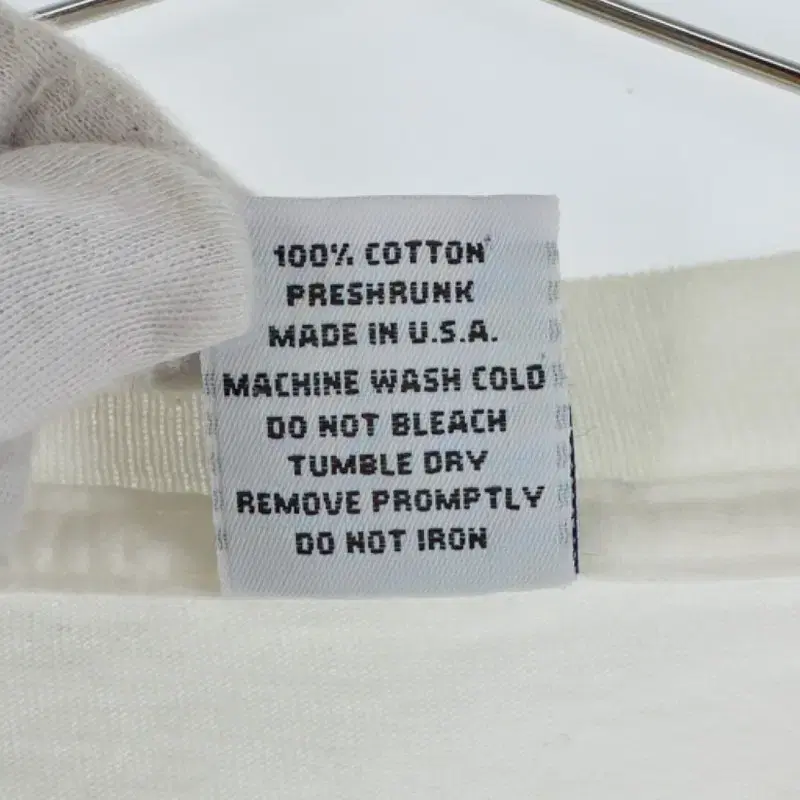 100% COTTON
PRESHRUNK
MADE IN U.S.A.
MACHINE WASH COLD
DO NOT BLEACH
TUMBLE DRY
REMOVE PROMPTLY
DO NOT IRON